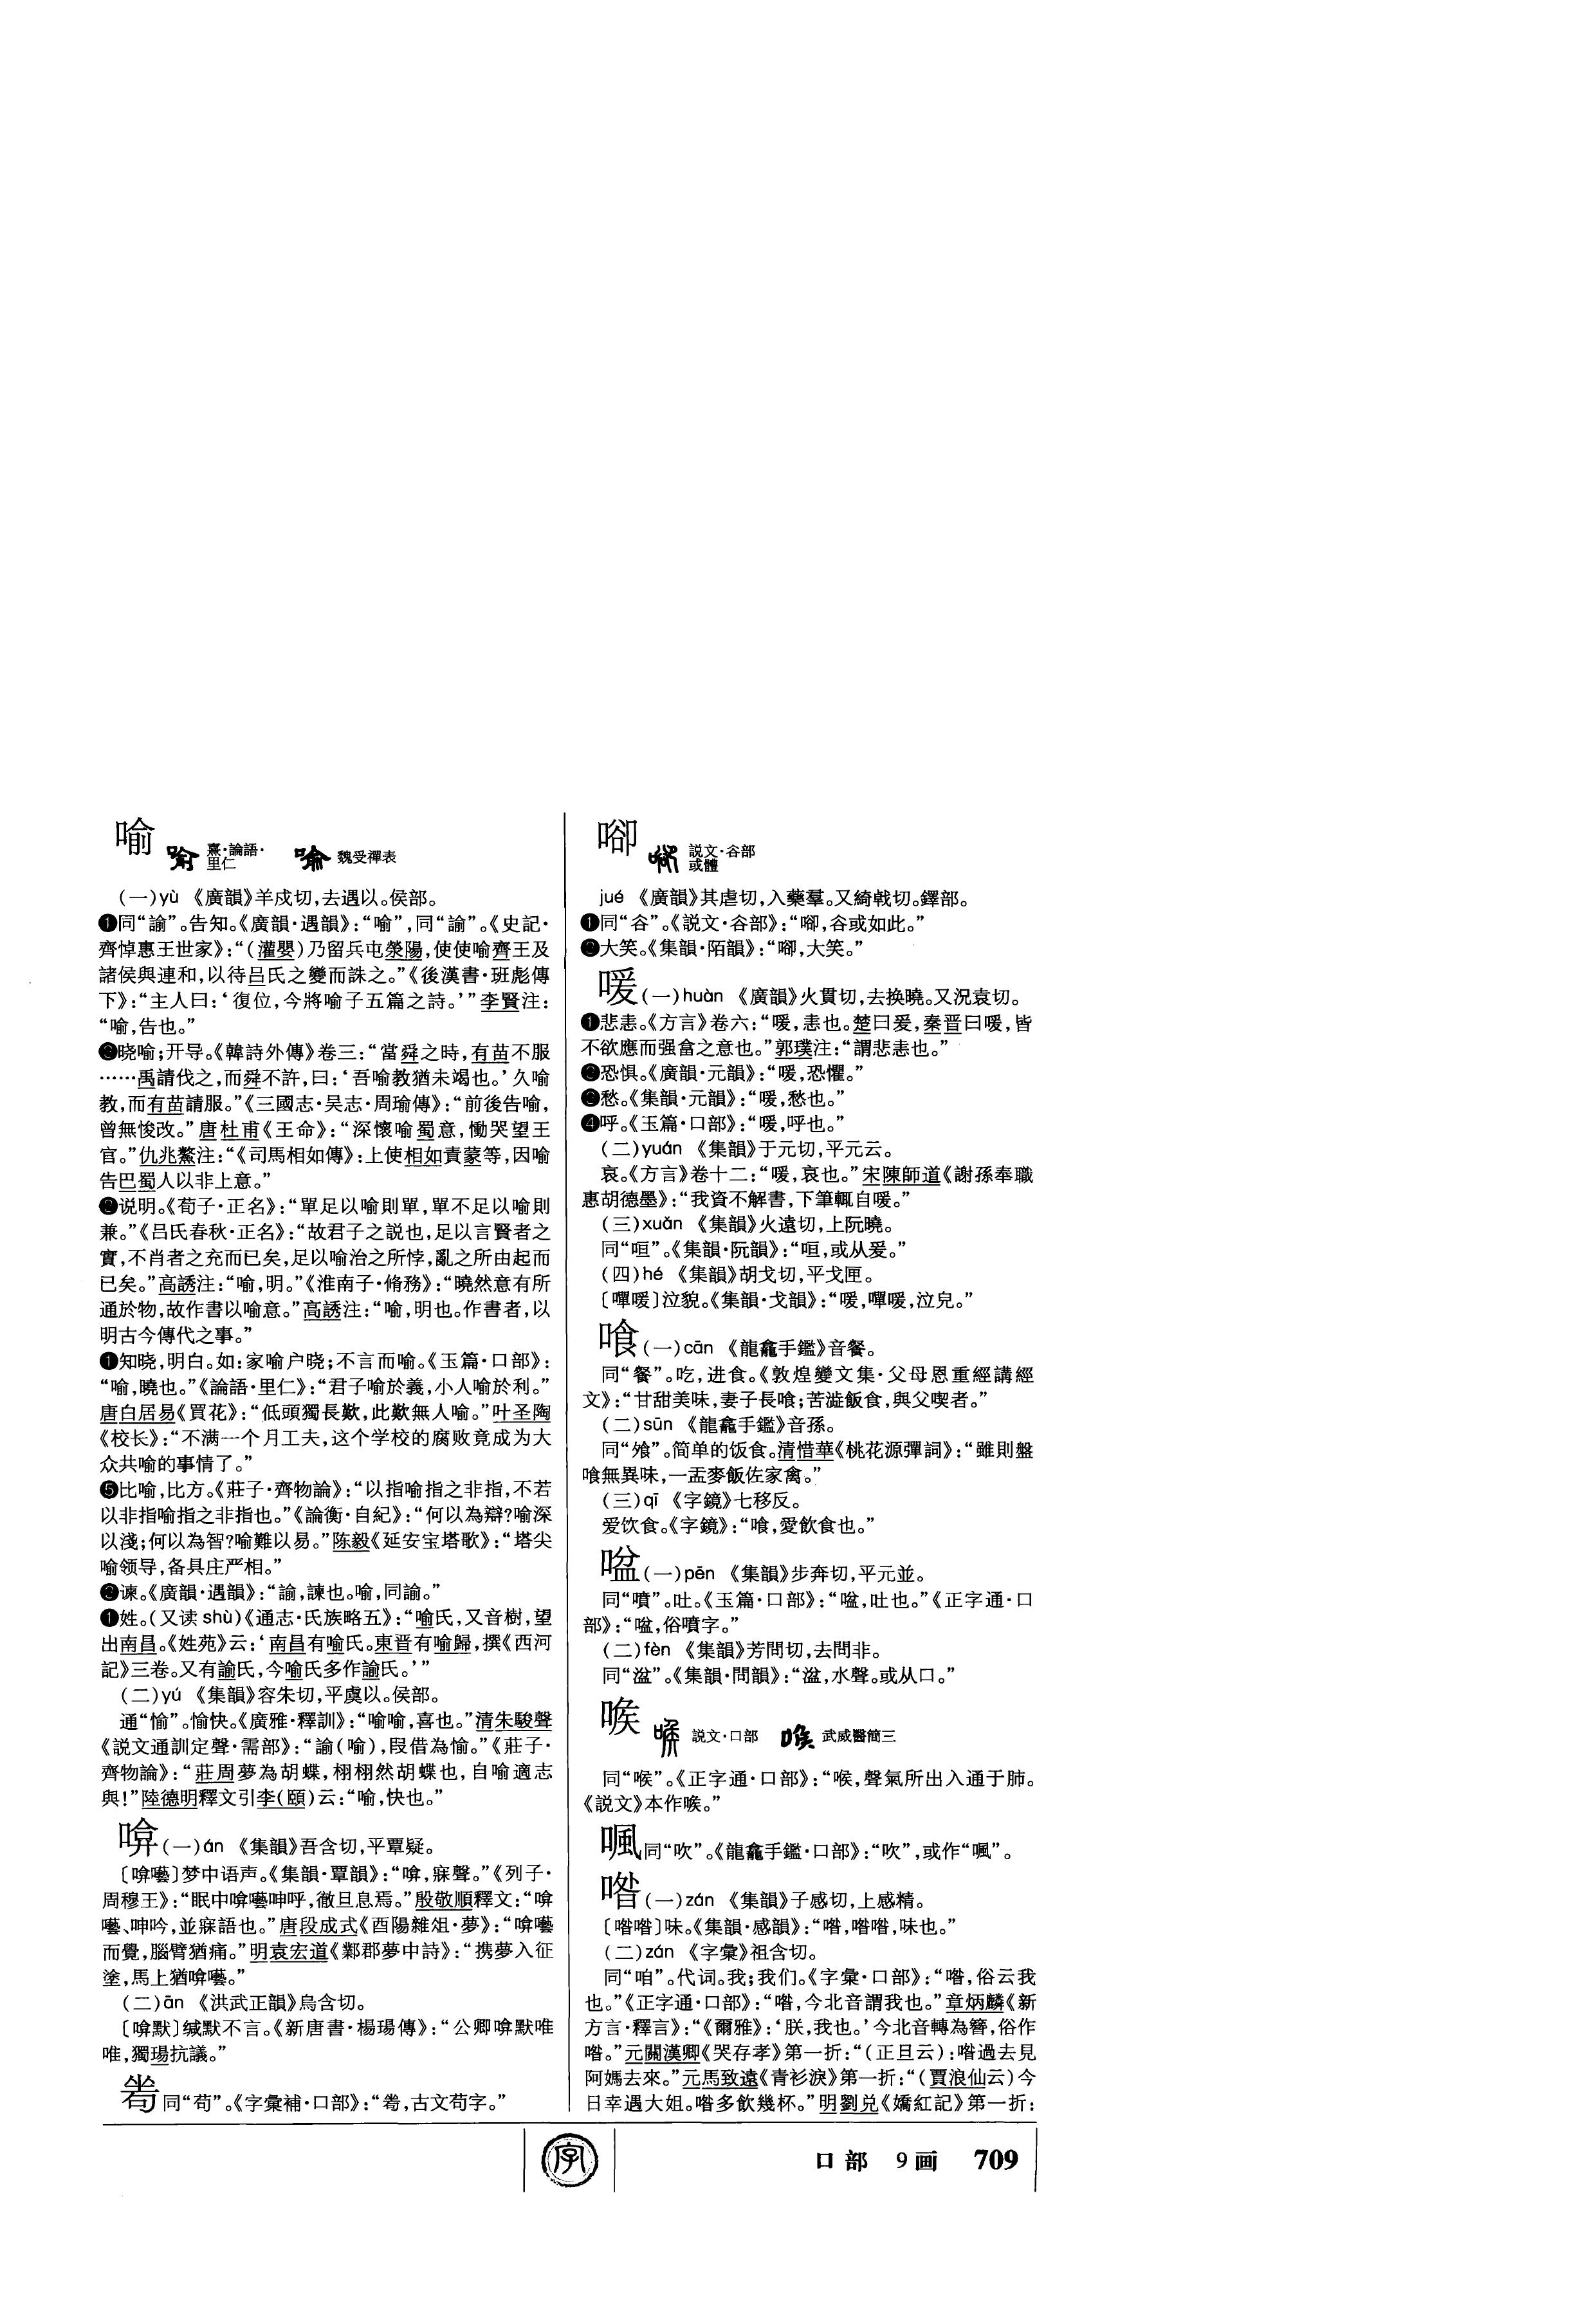 喻
熹·論語·
里仁
魏受禪表
(一)yù 《廣韻》羊戍切,去遇以。侯部。
❶同“諭”。告知。《廣韻·遇韻》:“喻”,同“諭”。《史記·
齊悼惠王世家》:“(灌嬰)乃留兵屯滎陽,使使喻齊王及
諸侯與連和,以待吕氏之變而誅之。”《後漢書·班彪傳
下》:“主人曰:‘復位,今將喻子五篇之詩。’”李賢注:
“喻,告也。”
晓喻;开导。《韓詩外傳》卷三:“當舜之時,有苗不服
……禹請伐之,而舜不許,曰:‘吾喻教猶未竭也。’久喻
教,而有苗請服。”《三國志·吴志·周瑜傳》:“前後告喻,
曾無悛改。”唐杜甫《王命》:“深懷喻蜀意,慟哭望王
官。”仇兆鰲注:“《司馬相如傳》:上使相如責蒙等,因喻
告巴蜀人以非上意。”
说明。《荀子·正名》:“單足以喻則單,單不足以喻則
兼。”《吕氏春秋·正名》:“故君子之説也,足以言賢者之
實,不肖者之充而已矣,足以喻治之所悖,亂之所由起而
已矣。”高誘注:“喻,明。”《淮南子·脩務》:“曉然意有所
通於物,故作書以喻意。”高誘注:“喻,明也。作書者,以
明古今傳代之事。”
❶知晓,明白。如:家喻户晓;不言而喻。《玉篇·口部》:
“喻,曉也。”《論語·里仁》:“君子喻於義,小人喻於利。”
唐白居易《買花》:“低頭獨長歎,此歎無人喻。”叶圣陶
《校长》:“不满一个月工夫,这个学校的腐败竟成为大
众共喻的事情了。”
❺比喻,比方。《莊子·齊物論》:“以指喻指之非指,不若
以非指喻指之非指也。”《論衡·自紀》:“何以為辯?喻深
以淺;何以為智?喻難以易。”陈毅《延安宝塔歌》:“塔尖
喻领导,备具庄严相。”
❷谏。《廣韻·遇韻》:“諭,諫也。喻,同諭。”
❶姓。(又读shù)《通志·氏族略五》:“喻氏,又音樹,望
出南昌。《姓苑》云:‘南昌有喻氏。東晋有喻歸,撰《西河
記》三卷。又有諭氏,今喻氏多作諭氏。’”
(二)yú 《集韻》容朱切,平虞以。侯部。
通“愉”。愉快。《廣雅·釋訓》:“喻喻,喜也。”清朱駿聲
《説文通訓定聲·需部》:“諭(喻),叚借為愉。”《莊子·
齊物論》:“莊周夢為胡蝶,栩栩然胡蝶也,自喻適志
與!”陸德明釋文引李(頤)云:“喻,快也。”
㖼(一)án 《集韻》吾含切,平覃疑。
〔㖼囈〕梦中语声。《集韻·覃韻》:“㖼,寐聲。”《列子·
周穆王》:“眠中㖼囈呻呼,徹旦息焉。”殷敬順釋文:“㖼
囈、呻吟,並寐語也。”唐段成式《酉陽雜俎·夢》:“㖼囈
而覺,腦臂猶痛。”明袁宏道《鄴郡夢中詩》:“携夢入征
塗,馬上猶㖼囈。”
(二)ān 《洪武正韻》烏含切。
〔㖼默〕缄默不言。《新唐書·楊瑒傳》:“公卿㖼默唯
唯,獨瑒抗議。”
同“苟”。《字彙補·口部》:“,古文苟字。”
㗉
説文·谷部
或體
jué 《廣韻》其虐切,入藥羣。又綺戟切。鐸部。
❶同“谷”。《説文·谷部》:“㗉,谷或如此。”
❷大笑。《集韻·陌韻》:“㗉,大笑。”
喛(一)huàn 《廣韻》火貫切,去换曉。又況袁切。
❶悲恚。《方言》卷六:“喛,恚也。楚曰爰,秦晋曰喛,皆
不欲應而强畣之意也。”郭璞注:“謂悲恚也。”
❷恐惧。《廣韻·元韻》:“喛,恐懼。”
愁。《集韻·元韻》:“喛,愁也。”
❹呼。《玉篇·口部》:“喛,呼也。”
(二)yuán 《集韻》于元切,平元云。
哀。《方言》卷十二:“喛,哀也。”宋陳師道《謝孫奉職
惠胡德墨》:“我資不解書,下筆輒自喛。”
(三)xuǎn 《集韻》火遠切,上阮曉。
同“咺”。《集韻·阮韻》:“咺,或从爰。”
(四)hé 《集韻》胡戈切,平戈匣。
〔嘽喛〕泣貌。《集韻·戈韻》:“喛,嘽喛,泣皃。”
喰(一)cān 《龍龕手鑑》音餐。
同“餐”。吃,进食。《敦煌變文集·父母恩重經講經
文》:“甘甜美味,妻子長喰;苦澁飯食,與父喫者。”
(二)sūn 《龍龕手鑑》音孫。
同“飧”。简单的饭食。清惜華《桃花源彈詞》:“雖則盤
喰無異味,一盂麥飯佐家禽。”
(三)qī 《字鏡》七移反。
爱饮食。《字鏡》:“喰,愛飲食也。”
㖹(一)pēn 《集韻》步奔切,平元並。
同“噴”。吐。《玉篇·口部》:“㖹,吐也。”《正字通·口
部》:“㖹,俗噴字。”
(二)fèn 《集韻》芳問切,去問非。
同“湓”。《集韻·問韻》:“湓,水聲。或从口。”
㗋
説文·口部
武威醫簡三
同“喉”。《正字通·口部》:“喉,聲氣所出入通于肺。
《説文》本作㗋。”
同“吹”。《龍龕手鑑·口部》:“吹”,或作“”。
喒(一)zán 《集韻》子感切,上感精。
〔喒喒〕味。《集韻·感韻》:“喒,喒喒,味也。”
(二)zán 《字彙》祖含切。
同“咱”。代词。我;我们。《字彙·口部》:“喒,俗云我
也。”《正字通·口部》:“喒,今北音謂我也。”章炳麟《新
方言·釋言》:“《爾雅》:‘朕,我也。’今北音轉為簪,俗作
喒。”元關漢卿《哭存孝》第一折:“(正旦云):喒過去見
阿媽去來。”元馬致遠《青衫淚》第一折:“(賈浪仙云)今
日幸遇大姐。喒多飲幾杯。”明劉兑《嬌紅記》第一折:
字
口部 9画 709